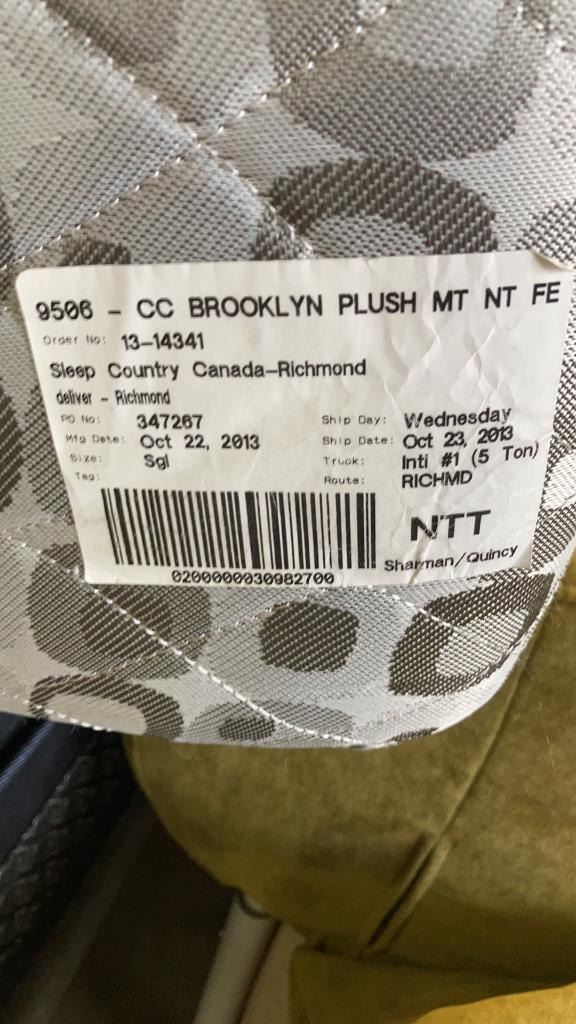 9506 - CC BROOKLYN PLUSH MT NT FE
Order No: 13-14341
Sleep Country Canada-Richmond
deliver - Richmond
PO No: 347267
Ship Day: Wednesday
Mfg Date: Oct 22, 2013
Ship Date: Oct 23, 2013
Size: Sgl
Truck: Inti #1 (5 Ton)
Tag:
Route: RICHMD
NTT
Sharman/Quincy
0200000030982700